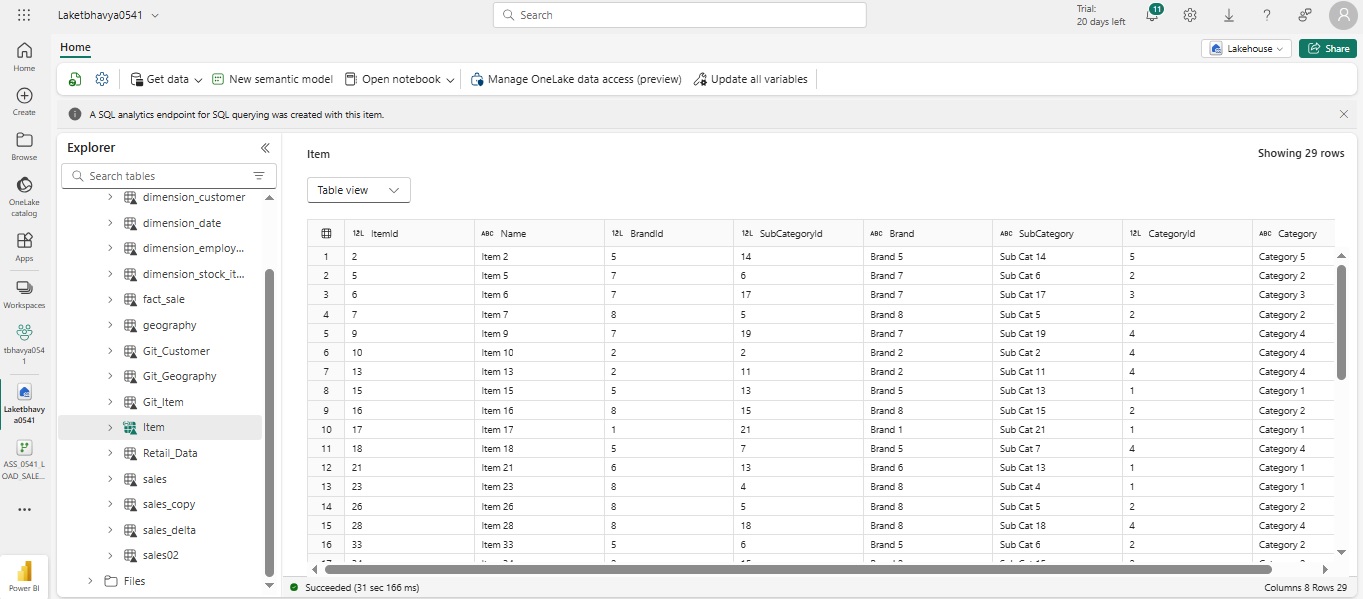 Laketbhavya0541
Search
Trial:
20 days left
11
Home
Lakehouse
Share
Get data
New semantic model
Open notebook
Manage OneLake data access (preview)
Update all variables
A SQL analytics endpoint for SQL querying was created with this item.
Home
Create
Browse
OneLake
catalog
Apps
Workspaces
tbhavya054
1
Laketbhavy
a0541
ASS_0541_L
OAD_SALE...
Power BI
Explorer
Search tables
dimension_customer
dimension_date
dimension_employ...
dimension_stock_it...
fact_sale
geography
Git_Customer
Git_Geography
Git_Item
Item
Retail_Data
sales
sales_copy
sales_delta
sales02
Files
Item
Showing 29 rows
Table view
12L ItemId ABC Name 12L BrandId 12L SubCategoryId ABC Brand ABC SubCategory 12L CategoryId ABC Category
1 2 Item 2 5 14 Brand 5 Sub Cat 14 5 Category 5
2 5 Item 5 7 6 Brand 7 Sub Cat 6 2 Category 2
3 6 Item 6 7 17 Brand 7 Sub Cat 17 3 Category 3
4 7 Item 7 8 5 Brand 8 Sub Cat 5 2 Category 2
5 9 Item 9 7 19 Brand 7 Sub Cat 19 4 Category 4
6 10 Item 10 2 2 Brand 2 Sub Cat 2 4 Category 4
7 13 Item 13 2 11 Brand 2 Sub Cat 11 4 Category 4
8 15 Item 15 5 13 Brand 5 Sub Cat 13 1 Category 1
9 16 Item 16 8 15 Brand 8 Sub Cat 15 2 Category 2
10 17 Item 17 1 21 Brand 1 Sub Cat 21 1 Category 1
11 18 Item 18 5 7 Brand 5 Sub Cat 7 4 Category 4
12 21 Item 21 6 13 Brand 6 Sub Cat 13 1 Category 1
13 23 Item 23 8 4 Brand 8 Sub Cat 4 1 Category 1
14 26 Item 26 8 5 Brand 8 Sub Cat 5 2 Category 2
15 28 Item 28 8 18 Brand 8 Sub Cat 18 4 Category 4
16 33 Item 33 5 6 Brand 5 Sub Cat 6 2 Category 2
Succeeded (31 sec 166 ms)
Columns 8 Rows 29